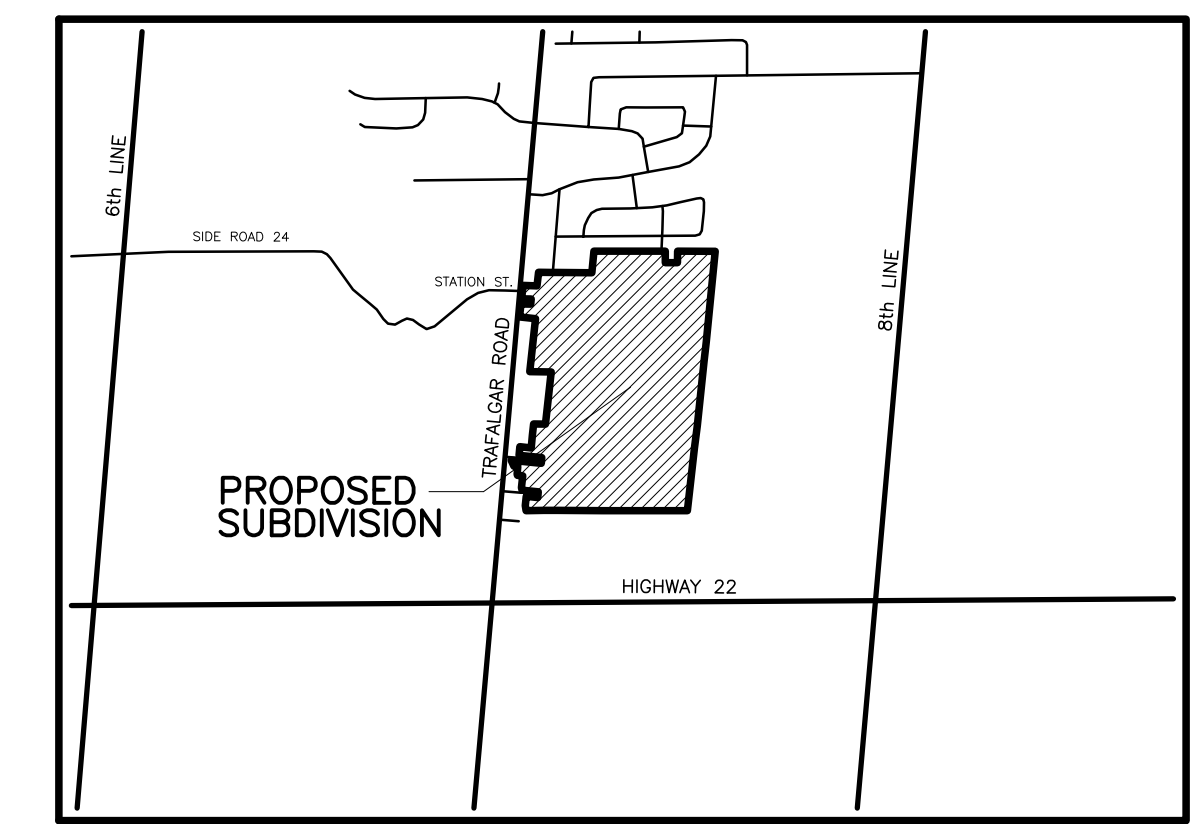 6th LINE
SIDE ROAD 24
STATION ST.
TRAFALGAR ROAD
8th LINE
PROPOSED
SUBDIVISION
HIGHWAY 22